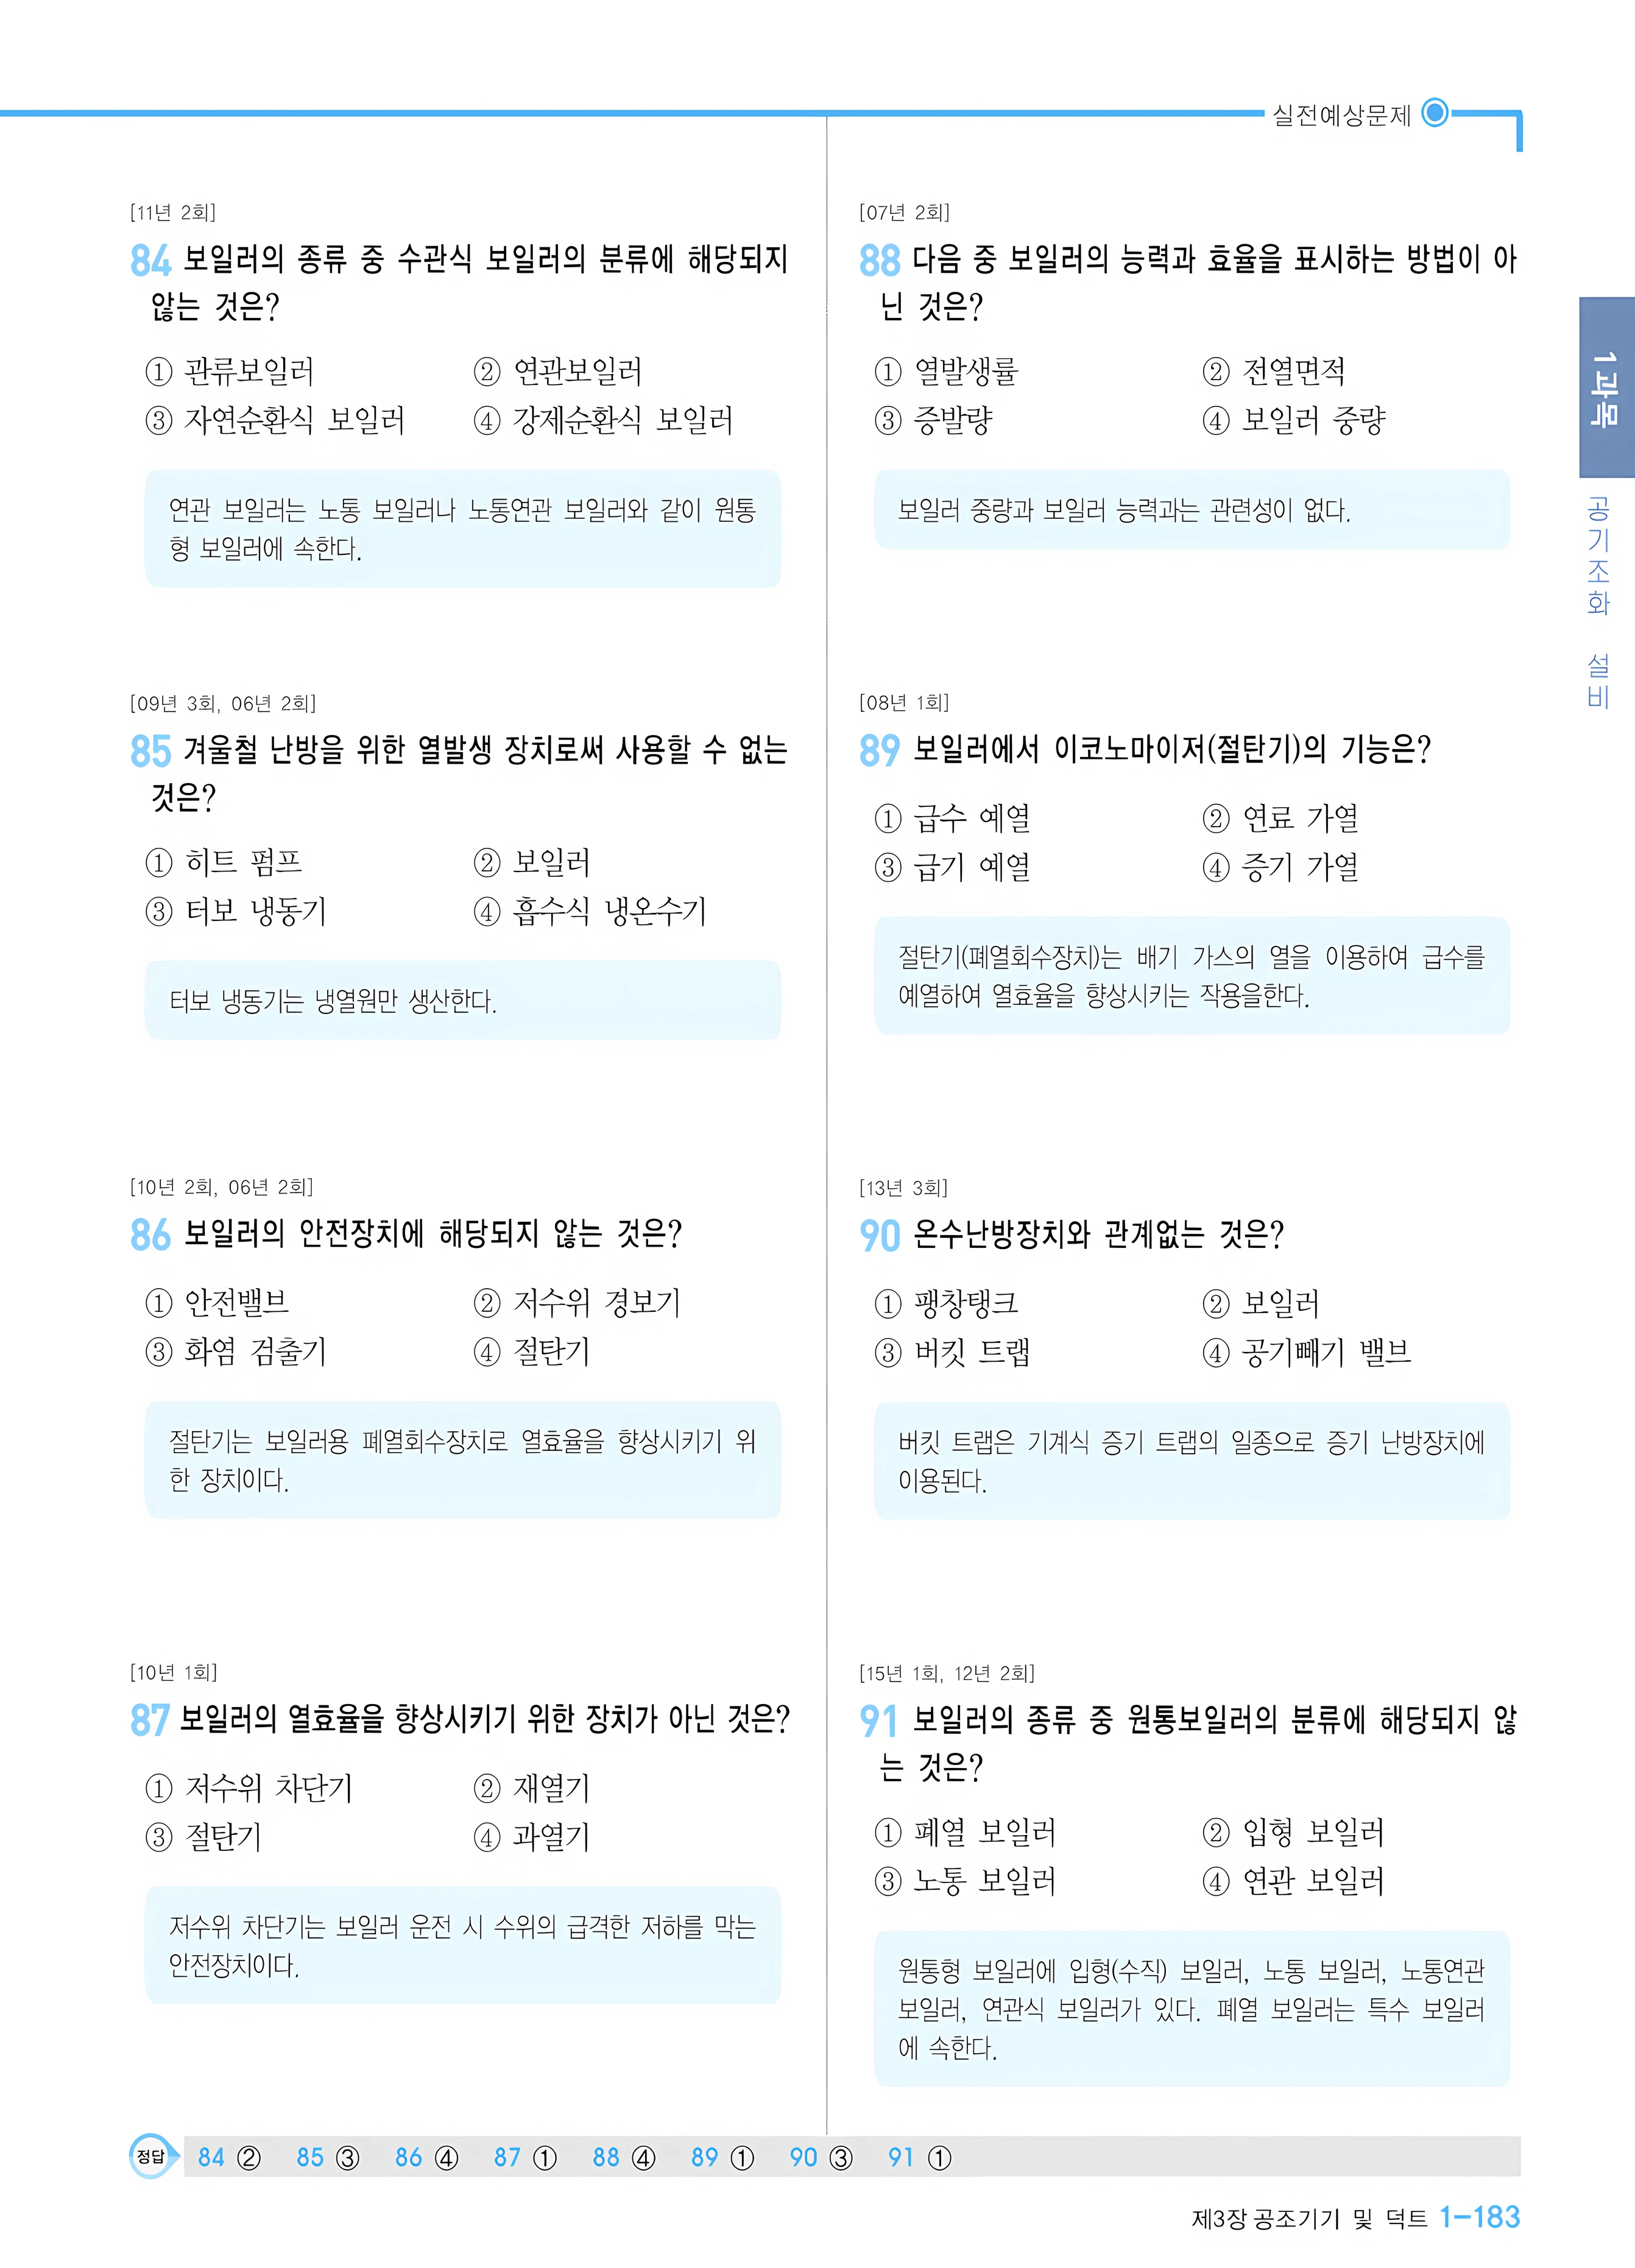 실전예상문제
[11년 2회]
84 보일러의 종류 중 수관식 보일러의 분류에 해당되지
않는 것은?
① 관류보일러 ② 연관보일러
③ 자연순환식 보일러 ④ 강제순환식 보일러
연관 보일러는 노통 보일러나 노통연관 보일러와 같이 원통
형 보일러에 속한다.
[09년 3회, 06년 2회]
85 겨울철 난방을 위한 열발생 장치로써 사용할 수 없는
것은?
① 히트 펌프 ② 보일러
③ 터보 냉동기 ④ 흡수식 냉온수기
터보 냉동기는 냉열원만 생산한다.
[10년 2회, 06년 2회]
86 보일러의 안전장치에 해당되지 않는 것은?
① 안전밸브 ② 저수위 경보기
③ 화염 검출기 ④ 절탄기
절탄기는 보일러용 폐열회수장치로 열효율을 향상시키기 위
한 장치이다.
[10년 1회]
87 보일러의 열효율을 향상시키기 위한 장치가 아닌 것은?
① 저수위 차단기 ② 재열기
③ 절탄기 ④ 과열기
저수위 차단기는 보일러 운전 시 수위의 급격한 저하를 막는
안전장치이다.
[07년 2회]
88 다음 중 보일러의 능력과 효율을 표시하는 방법이 아
닌 것은?
① 열발생률 ② 전열면적
③ 증발량 ④ 보일러 중량
보일러 중량과 보일러 능력과는 관련성이 없다.
[08년 1회]
89 보일러에서 이코노마이저(절탄기)의 기능은?
① 급수 예열 ② 연료 가열
③ 급기 예열 ④ 증기 가열
절탄기(폐열회수장치)는 배기 가스의 열을 이용하여 급수를
예열하여 열효율을 향상시키는 작용을한다.
[13년 3회]
90 온수난방장치와 관계없는 것은?
① 팽창탱크 ② 보일러
③ 버킷 트랩 ④ 공기빼기 밸브
버킷 트랩은 기계식 증기 트랩의 일종으로 증기 난방장치에
이용된다.
[15년 1회, 12년 2회]
91 보일러의 종류 중 원통보일러의 분류에 해당되지 않
는 것은?
① 폐열 보일러 ② 입형 보일러
③ 노통 보일러 ④ 연관 보일러
원통형 보일러에 입형(수직) 보일러, 노통 보일러, 노통연관
보일러, 연관식 보일러가 있다. 폐열 보일러는 특수 보일러
에 속한다.
1과목
공기조화 설비
정답 84 ② 85 ③ 86 ④ 87 ① 88 ④ 89 ① 90 ③ 91 ①
제3장 공조기기 및 덕트 1-183